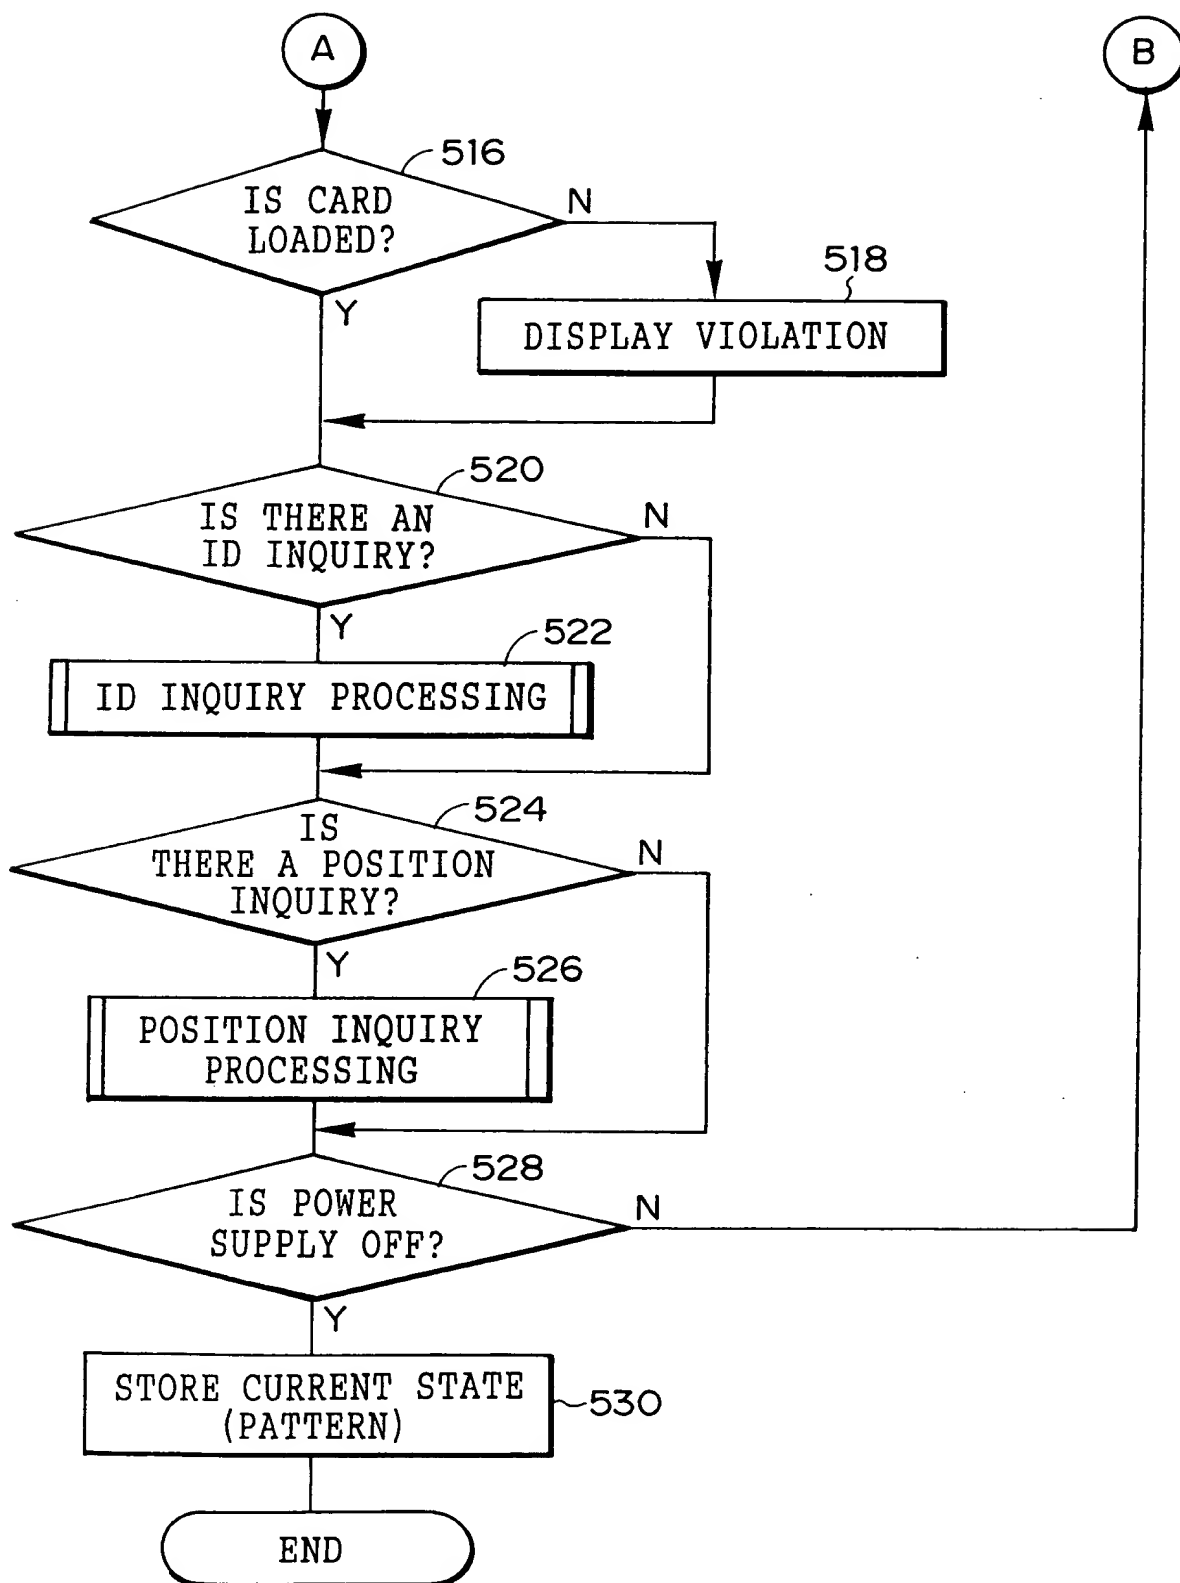 A
B
516
IS CARD
LOADED?
N
Y
518
DISPLAY VIOLATION
520
IS THERE AN
ID INQUIRY?
N
Y
522
ID INQUIRY PROCESSING
524
IS
THERE A POSITION
INQUIRY?
N
Y
526
POSITION INQUIRY
PROCESSING
528
IS POWER
SUPPLY OFF?
N
Y
STORE CURRENT STATE
(PATTERN)
530
END